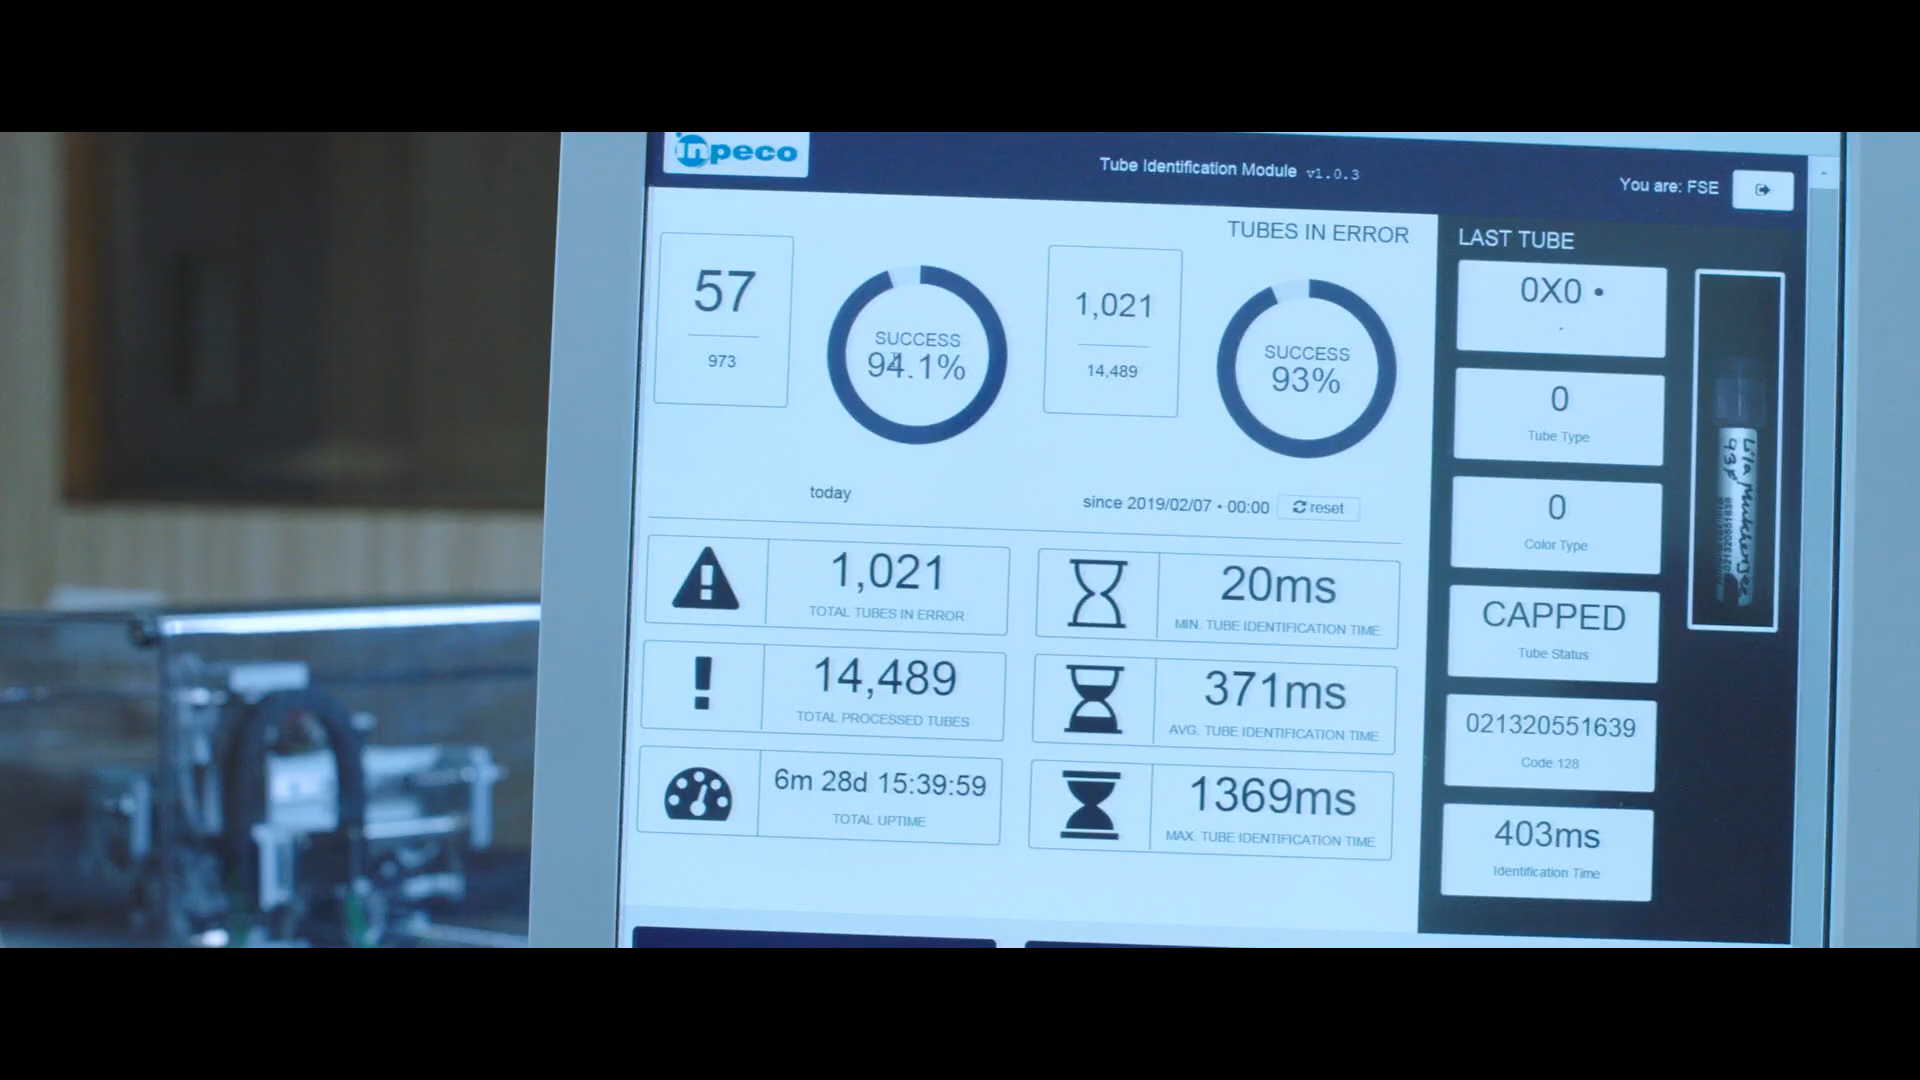 inpeco
Tube Identification Module v1.0.3
You are: FSE
TUBES IN ERROR
57
973
SUCCESS
94.1%
today
1,021
14,489
SUCCESS
93%
since 2019/02/07 • 00:00
reset
1,021
TOTAL TUBES IN ERROR
20ms
MIN. TUBE IDENTIFICATION TIME
14,489
TOTAL PROCESSED TUBES
371ms
AVG. TUBE IDENTIFICATION TIME
6m 28d 15:39:59
TOTAL UPTIME
1369ms
MAX. TUBE IDENTIFICATION TIME
LAST TUBE
0X0 •
0
Tube Type
0
Color Type
CAPPED
Tube Status
021320551639
Code 128
403ms
Identification Time
Lila Mukherjee
93F
021320551639